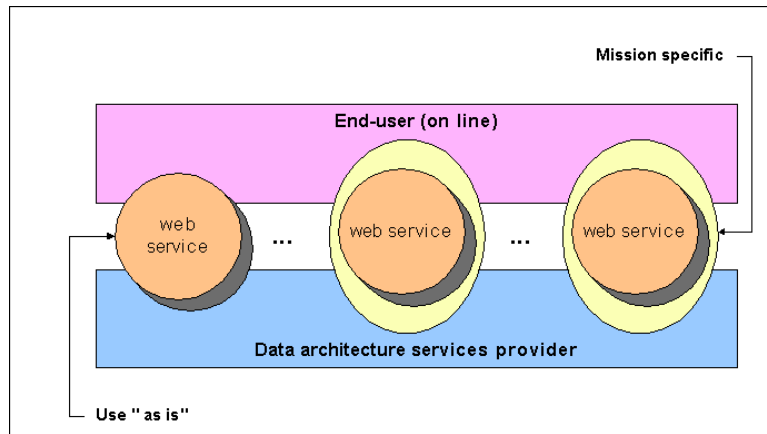 Mission specific
End-user (on line)
web
service
...
web service
...
web service
Data architecture services provider
Use " as is"